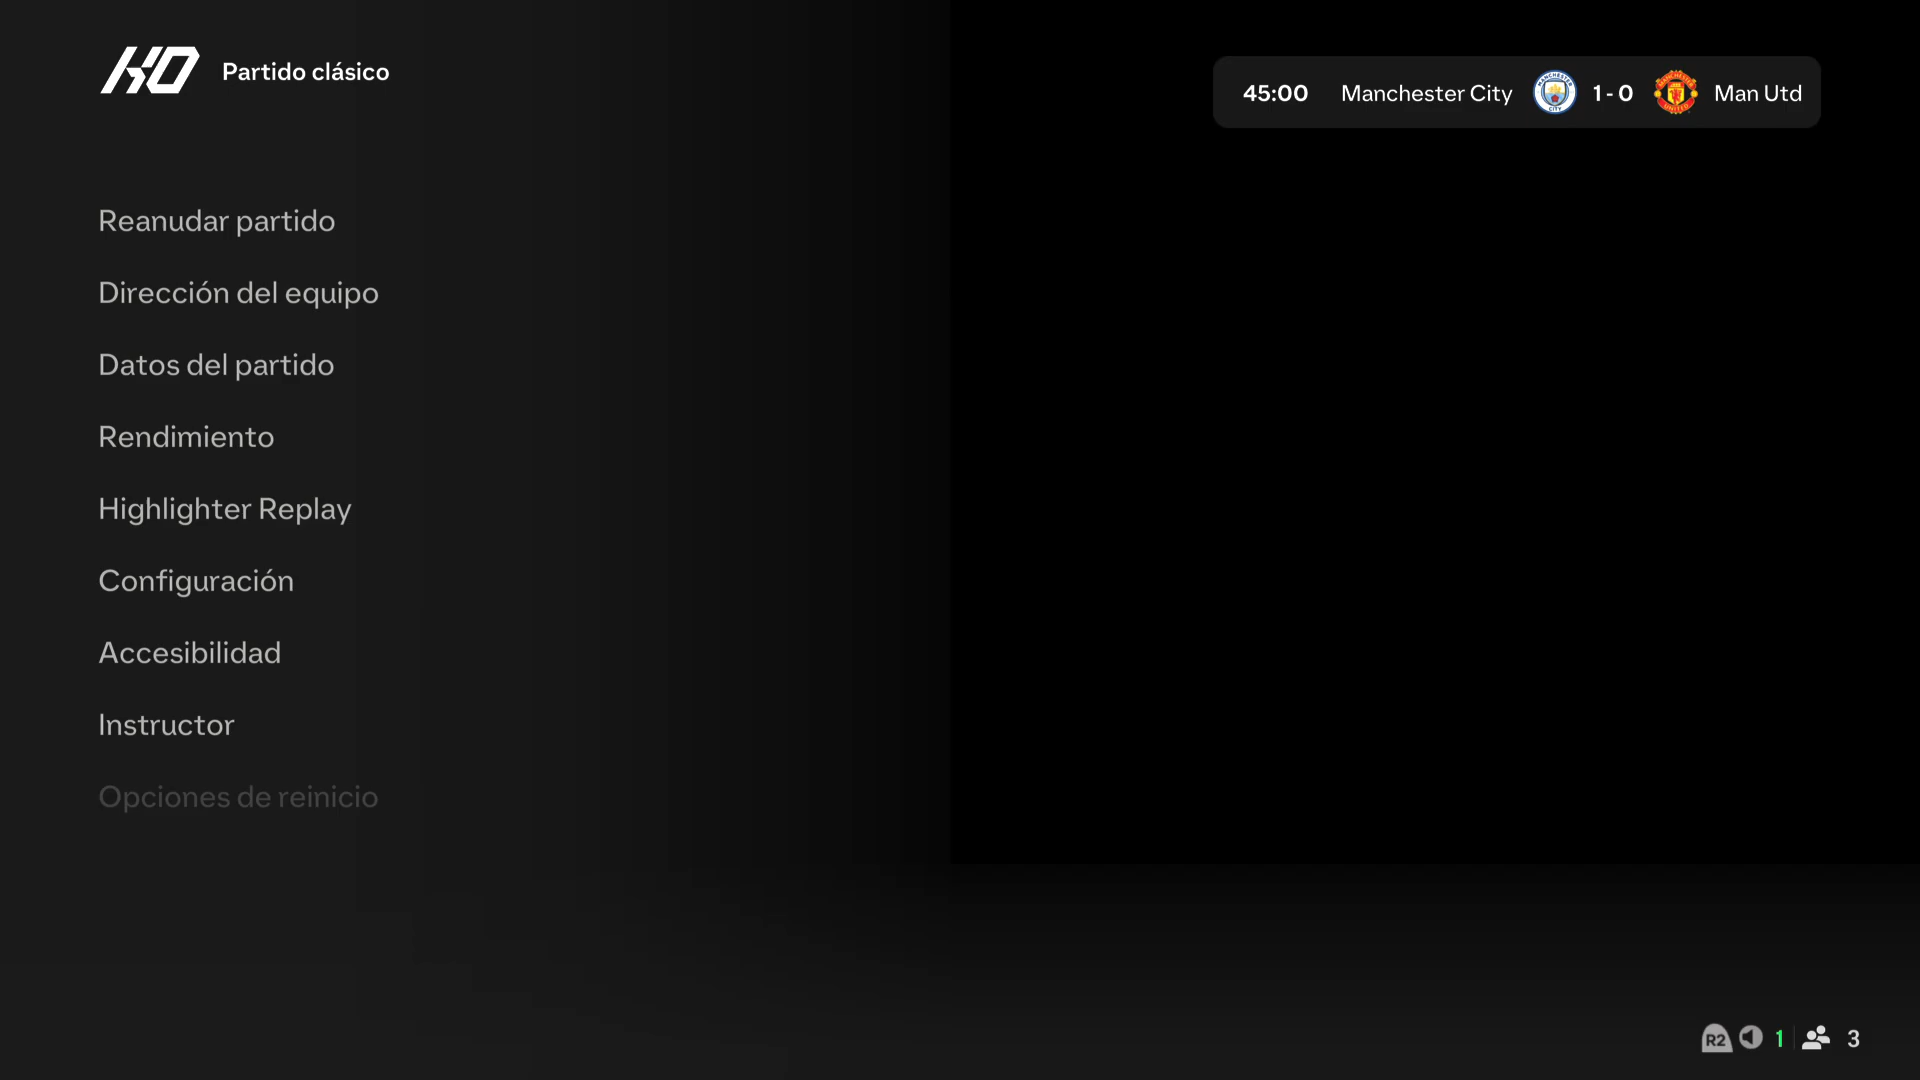 KO Partido clásico
45:00 Manchester City 1 - 0 Man Utd
Reanudar partido
Dirección del equipo
Datos del partido
Rendimiento
Highlighter Replay
Configuración
Accesibilidad
Instructor
Opciones de reinicio
R2 1 3